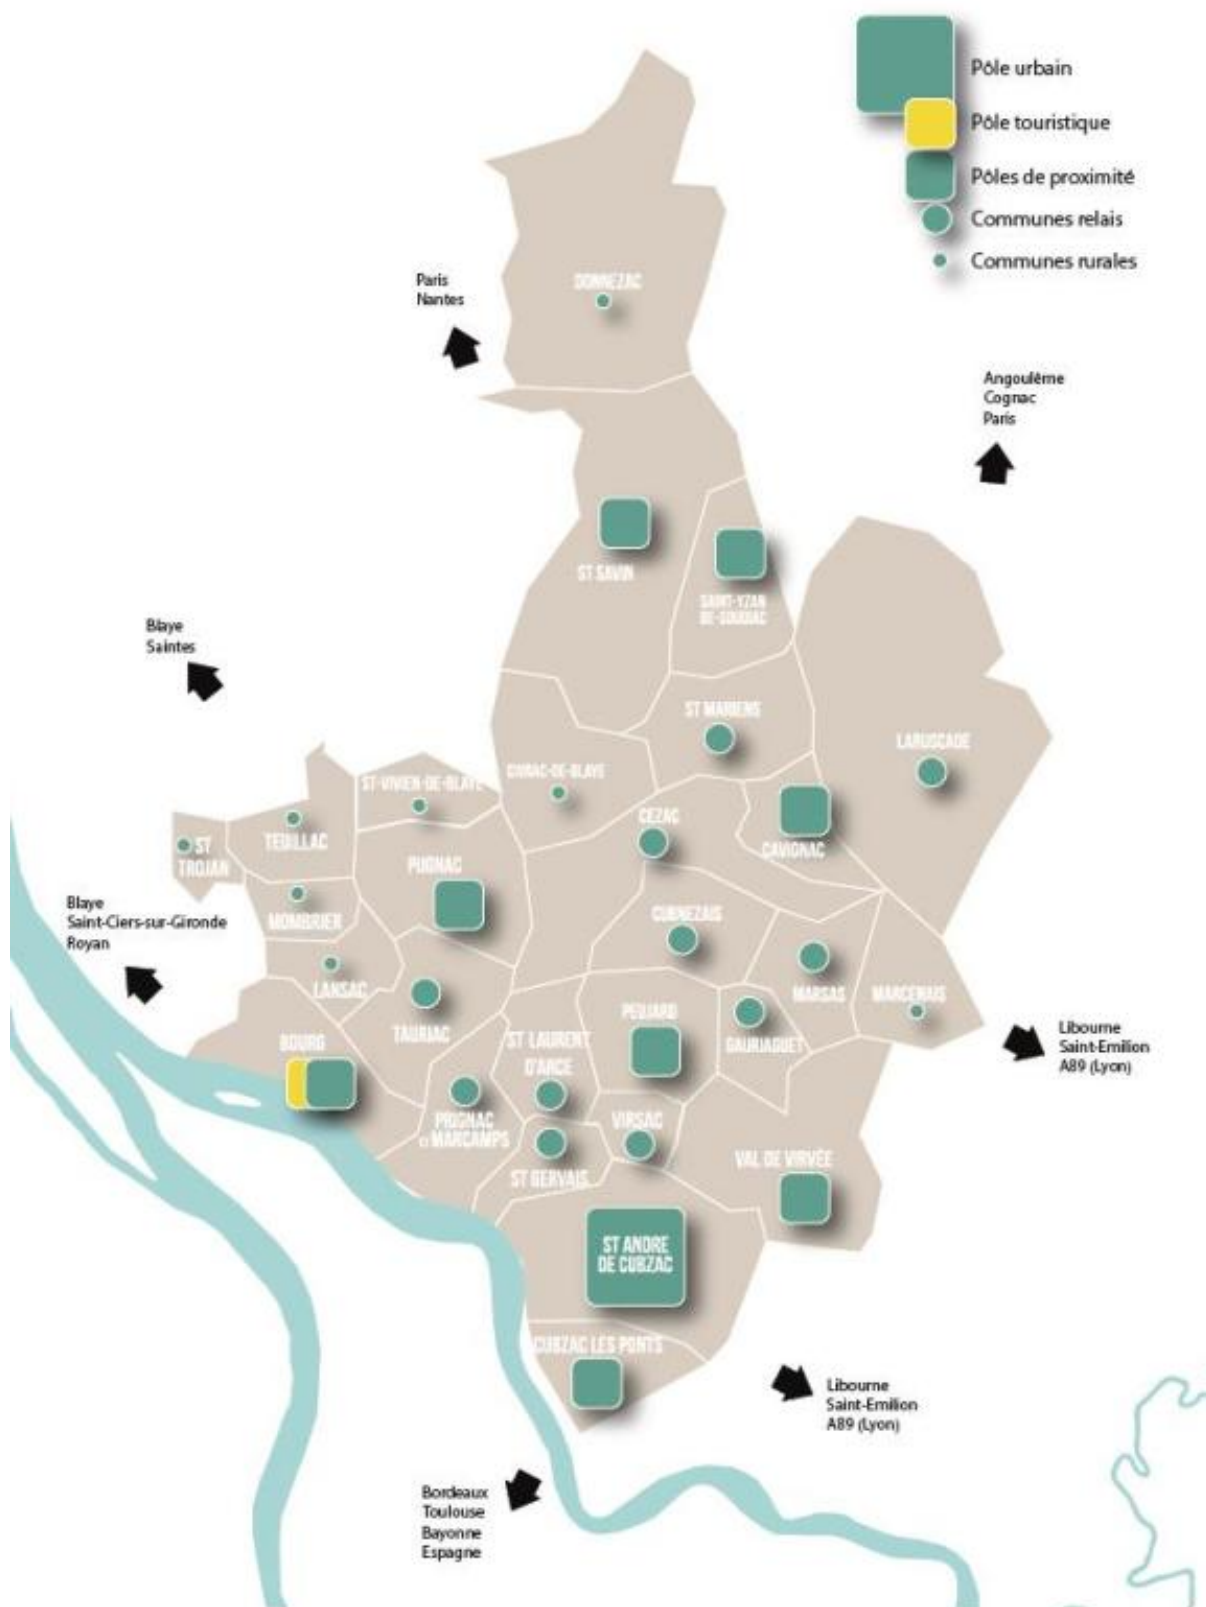 Pôle urbain
Pôle touristique
Pôles de proximité
Communes relais
Communes rurales
DONNEZAC
Paris
Nantes
Angoulême
Cognac
Paris
ST SAVIN
SAINT-YZAN
DE-SOUDIAC
Blaye
Saintes
ST MARIENS
LARUSCADE
CIVRAC-DE-BLAYE
ST-VIVIEN-DE-BLAYE
CEZAC
CAVIGNAC
TEUILLAC
ST
TROJAN
PUGNAC
MOMBRIER
CUBNEZAIS
Blaye
Saint-Ciers-sur-Gironde
Royan
LANSAC
MARSAS
MARCENAIS
TAURIAC
PEUJARD
GAURIAGUET
BOURG
ST LAURENT
D'ARCE
Libourne
Saint-Emilion
A89 (Lyon)
PRIGNAC
ET MARCAMPS
VIRSAC
ST GERVAIS
VAL DE VIRVÉE
ST ANDRE
DE CUBZAC
CUBZAC LES PONTS
Libourne
Saint-Emilion
A89 (Lyon)
Bordeaux
Toulouse
Bayonne
Espagne